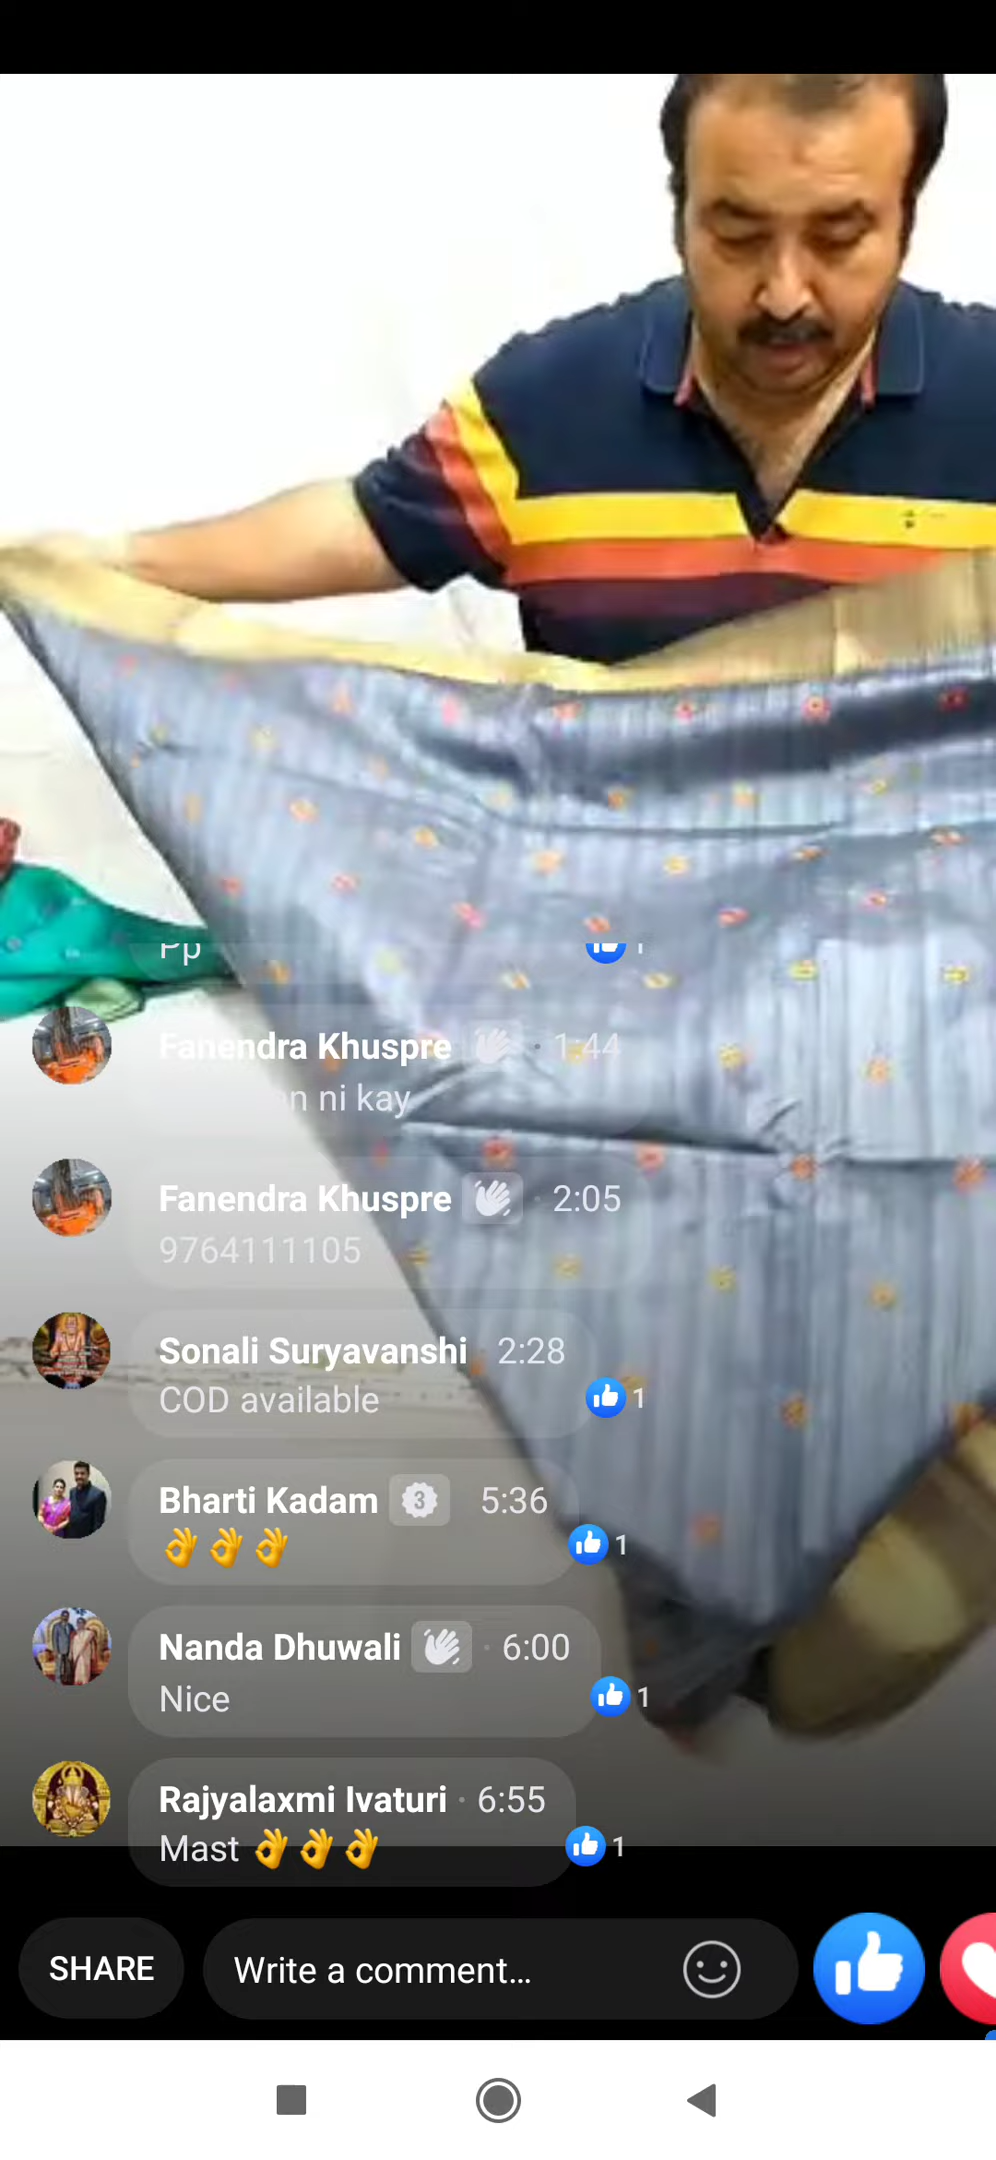 Pp
1
Fanendra Khuspre · 1:44
ni kay
Fanendra Khuspre · 2:05
9764111105
Sonali Suryavanshi 2:28
COD available
1
Bharti Kadam 3 5:36
👌👌👌
1
Nanda Dhuwali · 6:00
Nice
1
Rajyalaxmi Ivaturi · 6:55
Mast 👌👌👌
1
SHARE
Write a comment...